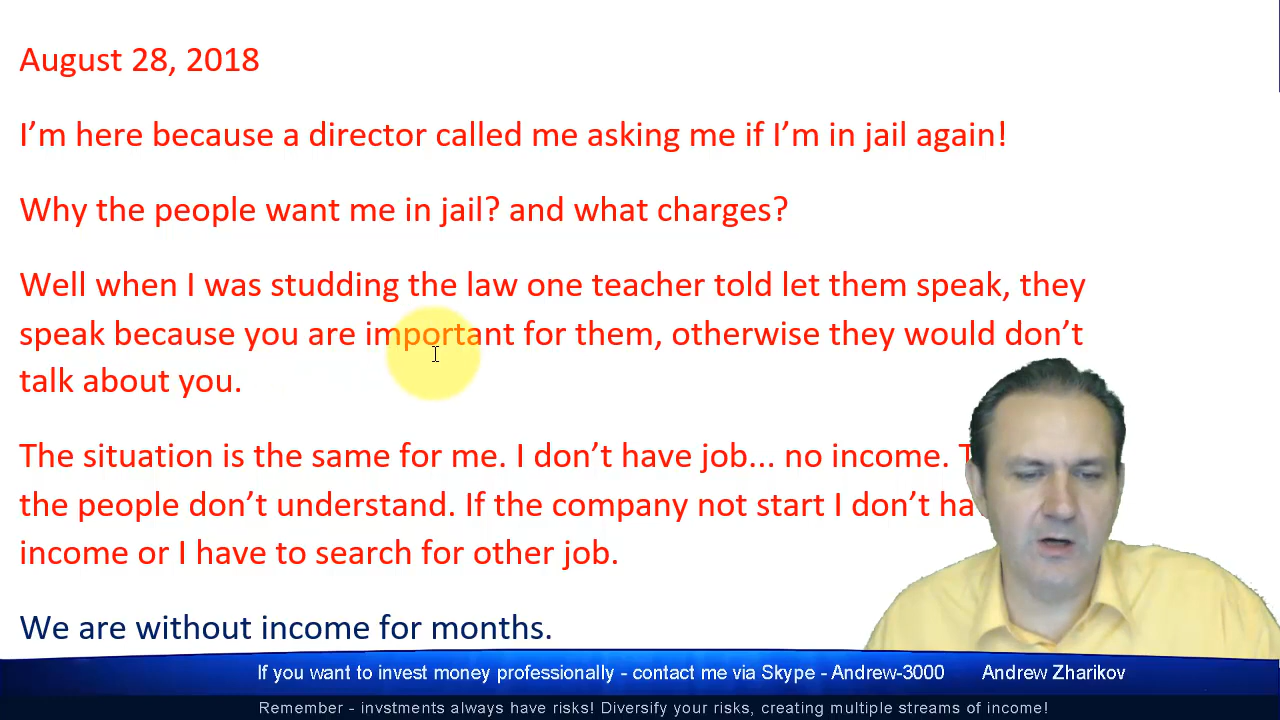 August 28, 2018
I’m here because a director called me asking me if I’m in jail again!
Why the people want me in jail? and what charges?
Well when I was studding the law one teacher told let them speak, they
speak because you are important for them, otherwise they would don’t
talk about you.
The situation is the same for me. I don’t have job... no income.
the people don’t understand. If the company not start I don’t
income or I have to search for other job.
We are without income for months.
If you want to invest money professionally - contact me via Skype - Andrew-3000 Andrew Zharikov
Remember - invstments always have risks! Diversify your risks, creating multiple streams of income!